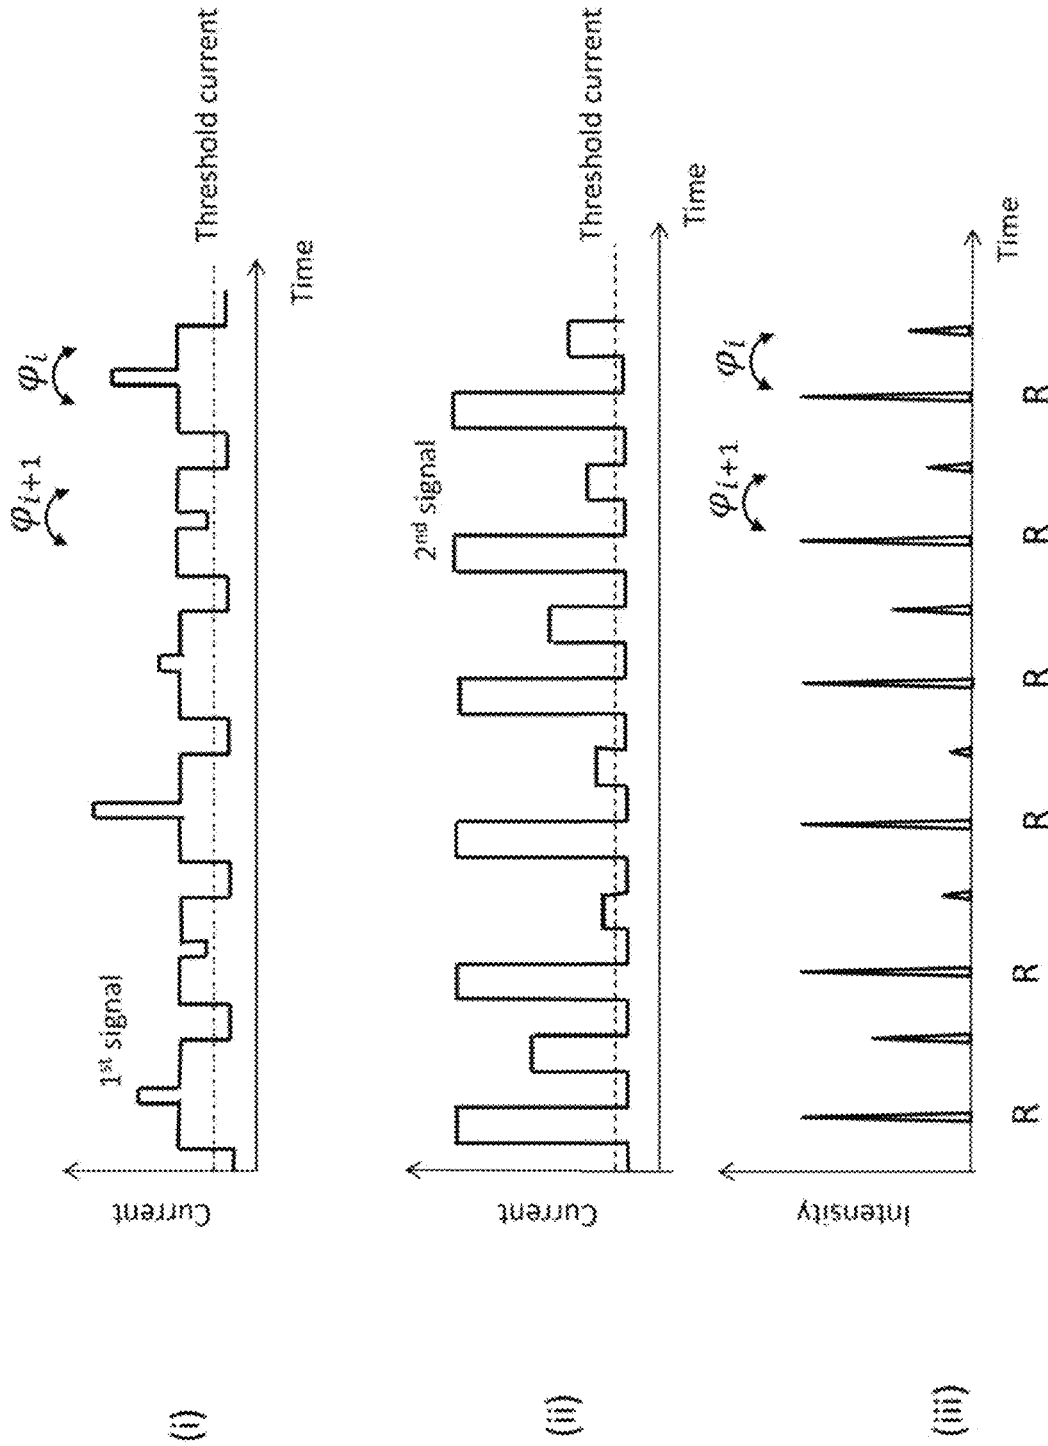 (i)
Current
1st signal
φi+1
φi
Threshold current
Time
(ii)
Current
2nd signal
Threshold current
Time
(iii)
Intensity
φi+1
φi
Time
R R R R R R